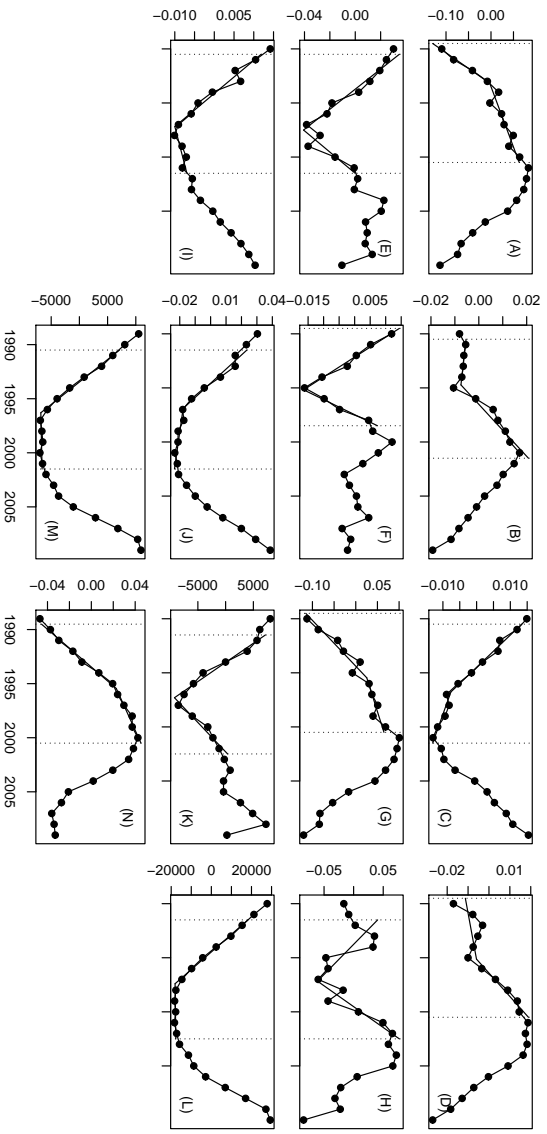 −0.10 0.00
(A)
−0.02 0.00 0.02
(B)
−0.010 0.010
(C)
−0.02 0.01
(D)
−0.04 0.00
(E)
−0.015 0.005
(F)
−0.10 0.05
(G)
−0.05 0.05
(H)
−0.010 0.005
(I)
−0.02 0.01 0.04
(J)
−5000 5000
(K)
−20000 0 20000
(L)
−5000 5000
(M)
1990 1995 2000 2005
−0.04 0.00 0.04
(N)
1990 1995 2000 2005